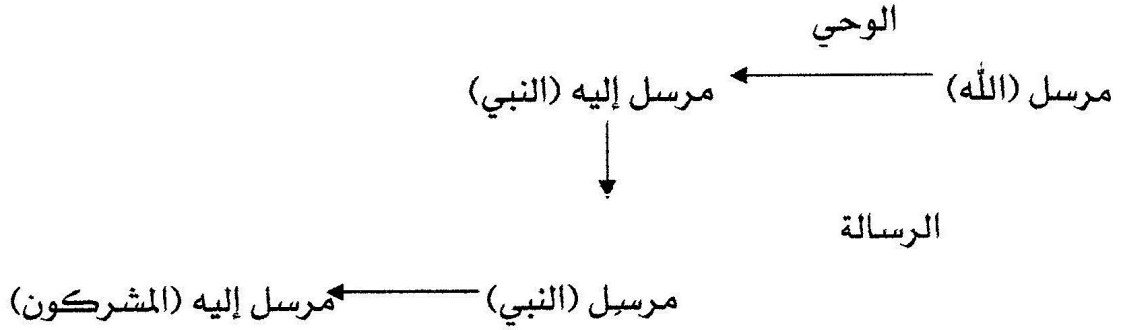 الوحي
مرسل (الله) مرسل إليه (النبي)
الرسالة
مرسِل (النبي) مرسل إليه (المشركون)